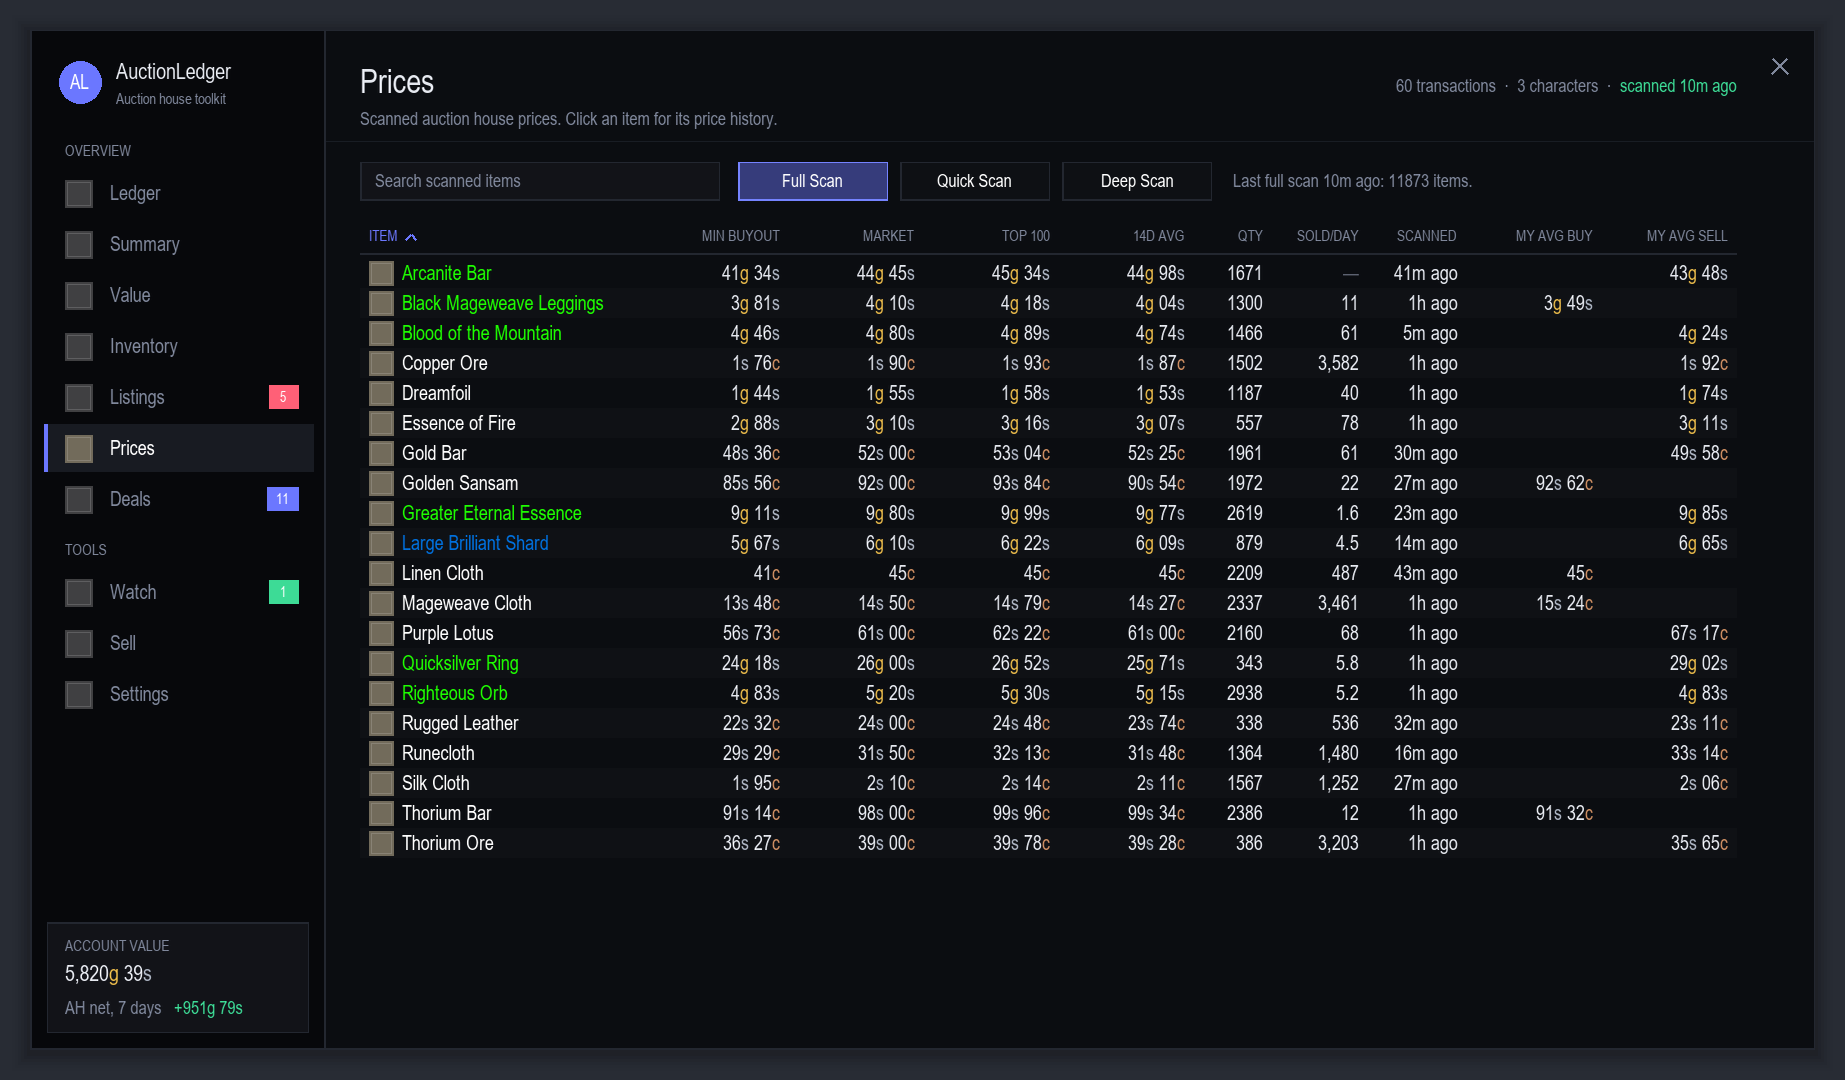 AL
AuctionLedger
Auction house toolkit
OVERVIEW
Ledger
Summary
Value
Inventory
Listings 5
Prices
Deals 11
TOOLS
Watch 1
Sell
Settings
ACCOUNT VALUE
5,820g 39s
AH net, 7 days +951g 79s
Prices
Scanned auction house prices. Click an item for its price history.
60 transactions · 3 characters · scanned 10m ago
Search scanned items Full Scan Quick Scan Deep Scan Last full scan 10m ago: 11873 items.
ITEM MIN BUYOUT MARKET TOP 100 14D AVG QTY SOLD/DAY SCANNED MY AVG BUY MY AVG SELL
Arcanite Bar 41g 34s 44g 45s 45g 34s 44g 98s 1671 — 41m ago 43g 48s
Black Mageweave Leggings 3g 81s 4g 10s 4g 18s 4g 04s 1300 11 1h ago 3g 49s
Blood of the Mountain 4g 46s 4g 80s 4g 89s 4g 74s 1466 61 5m ago 4g 24s
Copper Ore 1s 76c 1s 90c 1s 93c 1s 87c 1502 3,582 1h ago 1s 92c
Dreamfoil 1g 44s 1g 55s 1g 58s 1g 53s 1187 40 1h ago 1g 74s
Essence of Fire 2g 88s 3g 10s 3g 16s 3g 07s 557 78 1h ago 3g 11s
Gold Bar 48s 36c 52s 00c 53s 04c 52s 25c 1961 61 30m ago 49s 58c
Golden Sansam 85s 56c 92s 00c 93s 84c 90s 54c 1972 22 27m ago 92s 62c
Greater Eternal Essence 9g 11s 9g 80s 9g 99s 9g 77s 2619 1.6 23m ago 9g 85s
Large Brilliant Shard 5g 67s 6g 10s 6g 22s 6g 09s 879 4.5 14m ago 6g 65s
Linen Cloth 41c 45c 45c 45c 2209 487 43m ago 45c
Mageweave Cloth 13s 48c 14s 50c 14s 79c 14s 27c 2337 3,461 1h ago 15s 24c
Purple Lotus 56s 73c 61s 00c 62s 22c 61s 00c 2160 68 1h ago 67s 17c
Quicksilver Ring 24g 18s 26g 00s 26g 52s 25g 71s 343 5.8 1h ago 29g 02s
Righteous Orb 4g 83s 5g 20s 5g 30s 5g 15s 2938 5.2 1h ago 4g 83s
Rugged Leather 22s 32c 24s 00c 24s 48c 23s 74c 338 536 32m ago 23s 11c
Runecloth 29s 29c 31s 50c 32s 13c 31s 48c 1364 1,480 16m ago 33s 14c
Silk Cloth 1s 95c 2s 10c 2s 14c 2s 11c 1567 1,252 27m ago 2s 06c
Thorium Bar 91s 14c 98s 00c 99s 96c 99s 34c 2386 12 1h ago 91s 32c
Thorium Ore 36s 27c 39s 00c 39s 78c 39s 28c 386 3,203 1h ago 35s 65c